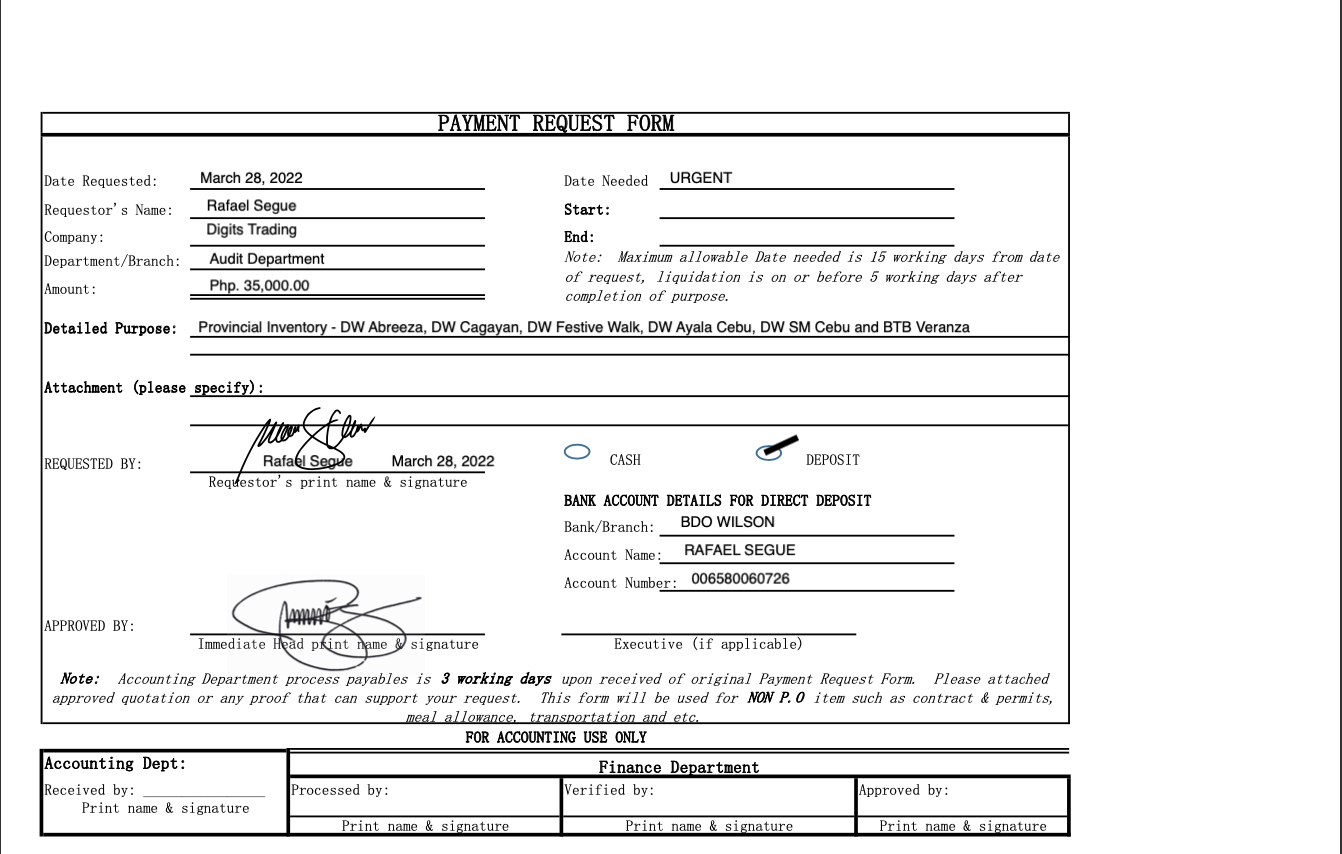 PAYMENT REQUEST FORM
Date Requested: March 28, 2022 Date Needed URGENT
Requestor's Name: Rafael Segue Start:
Company: Digits Trading End:
Department/Branch: Audit Department Note: Maximum allowable Date needed is 15 working days from date
of request, liquidation is on or before 5 working days after
Amount: Php. 35,000.00 completion of purpose.
Detailed Purpose: Provincial Inventory - DW Abreeza, DW Cagayan, DW Festive Walk, DW Ayala Cebu, DW SM Cebu and BTB Veranza
Attachment (please specify):
REQUESTED BY: Rafael Segue March 28, 2022 CASH DEPOSIT
Requestor's print name & signature
BANK ACCOUNT DETAILS FOR DIRECT DEPOSIT
Bank/Branch: BDO WILSON
Account Name: RAFAEL SEGUE
Account Number: 006580060726
APPROVED BY:
Immediate Head print name & signature Executive (if applicable)
Note: Accounting Department process payables is 3 working days upon received of original Payment Request Form. Please attached
approved quotation or any proof that can support your request. This form will be used for NON P.O item such as contract & permits,
meal allowance, transportation and etc.
FOR ACCOUNTING USE ONLY
Accounting Dept: Finance Department
Received by: _______________ Processed by: Verified by: Approved by:
Print name & signature
Print name & signature Print name & signature Print name & signature